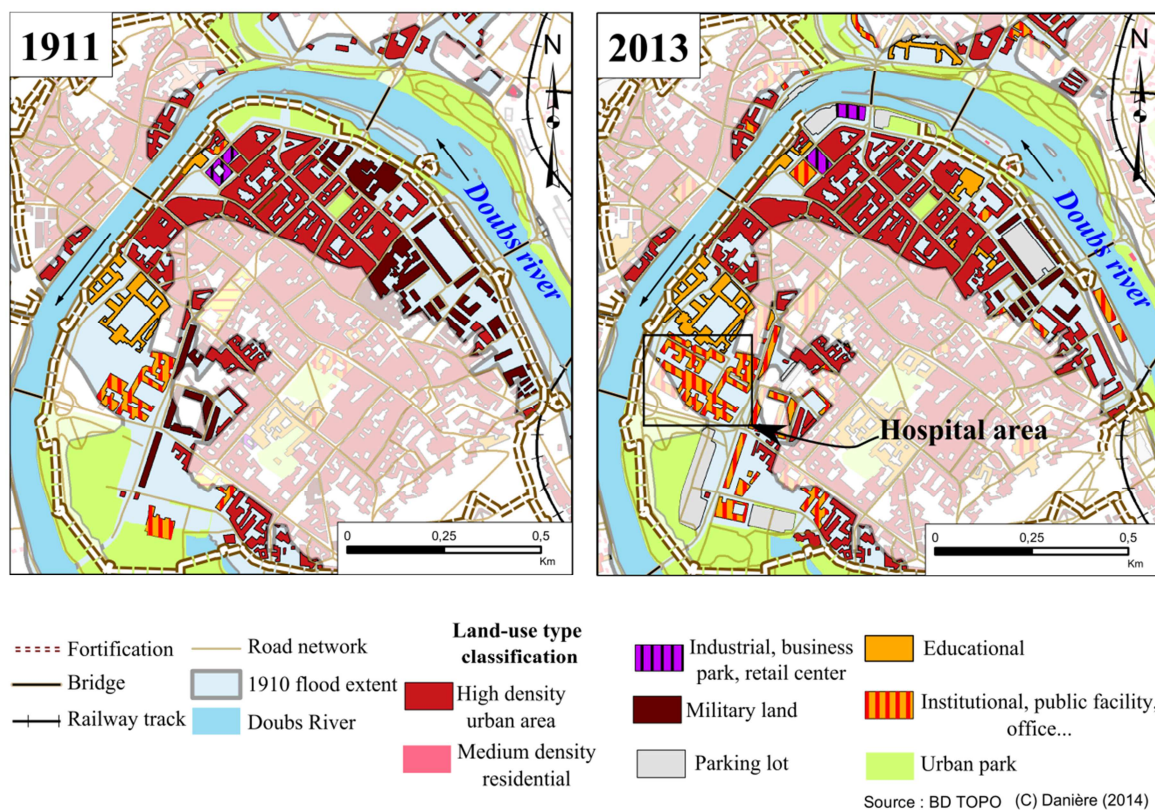 1911
N
Doubs river
0 0,25 0,5
Km
2013
N
Doubs river
Hospital area
0 0,25 0,5
Km
Fortification
Bridge
Railway track
Road network
1910 flood extent
Doubs River
Land-use type
classification
High density
urban area
Medium density
residential
Industrial, business
park, retail center
Military land
Parking lot
Educational
Institutional, public facility,
office...
Urban park
Source : BD TOPO (C) Danière (2014)